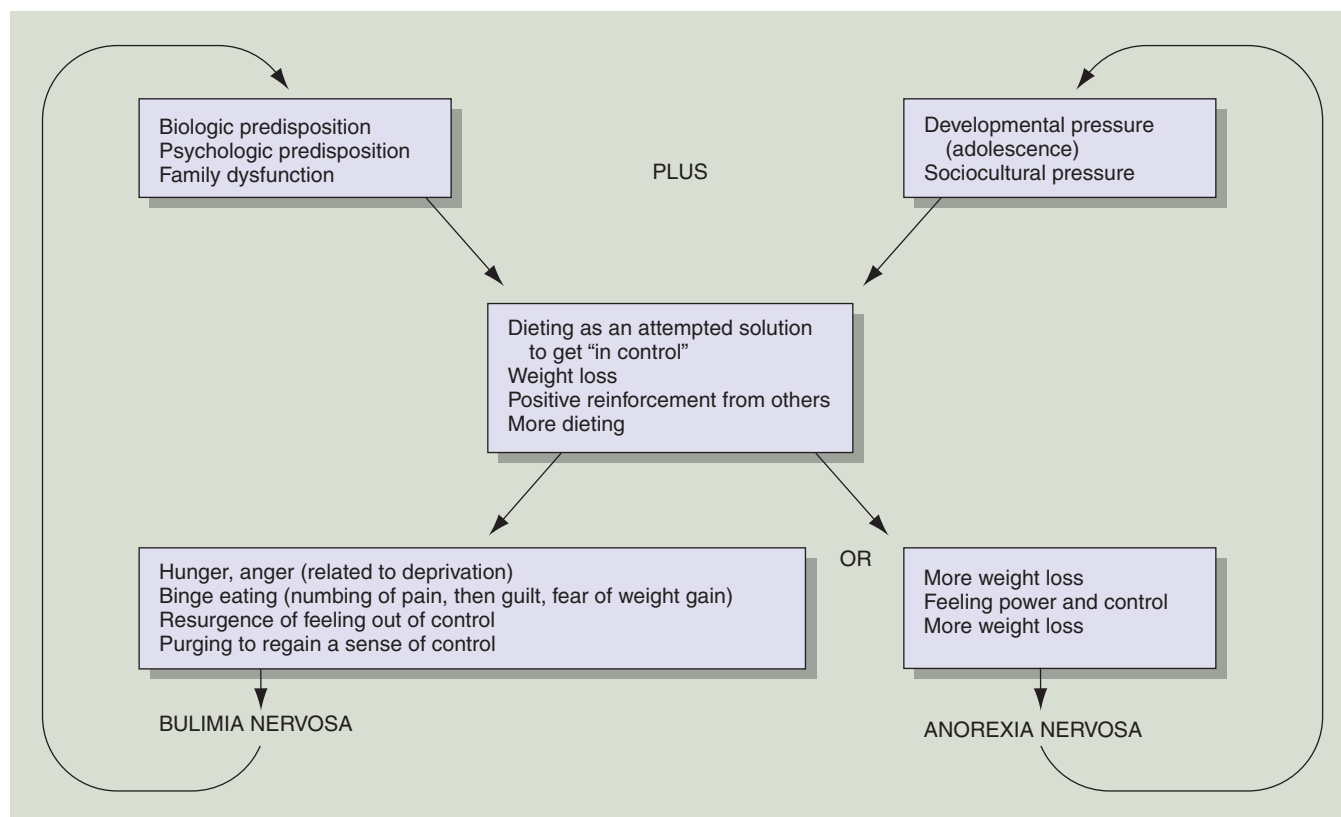 Biologic predisposition
Psychologic predisposition
Family dysfunction
PLUS
Developmental pressure
(adolescence)
Sociocultural pressure
Dieting as an attempted solution
to get “in control”
Weight loss
Positive reinforcement from others
More dieting
Hunger, anger (related to deprivation)
Binge eating (numbing of pain, then guilt, fear of weight gain)
Resurgence of feeling out of control
Purging to regain a sense of control
OR
More weight loss
Feeling power and control
More weight loss
BULIMIA NERVOSA
ANOREXIA NERVOSA